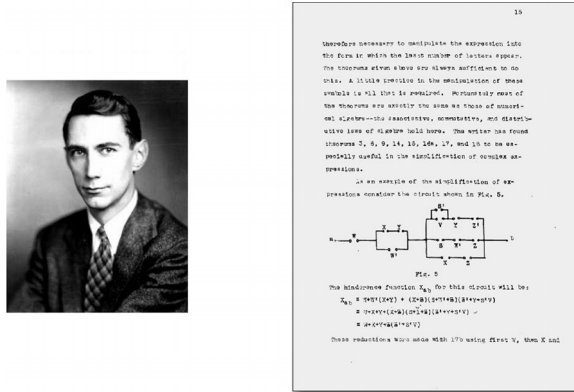 15
therefore necessary to manipulate the expression into
the form in which the least number of letters appear.
The theorems given above are always sufficient to do
this. A little practice in the manipulation of these
symbols is all that is required. Fortunately most of
the theorems are exactly the same as those of numeri-
cal algebra--the associative, commutative, and distrib-
utive laws of algebra hold here. The writer has found
theorems 3, 6, 9, 14, 15, 16a, 17, and 18 to be es-
pecially useful in the simplification of complex ex-
pressions.
As an example of the simplification of ex-
pressions consider the circuit shown in Fig. 5.
V Y Z'
X Y
a W b
S W' Z
W'
X Z
Fig. 5
The hinderance function Xab for this circuit will be:
Xab = W+W'(X+Y) +
= W+X+Y+
= W+X+Y+
These reductions were made with 17b using first W, then X and